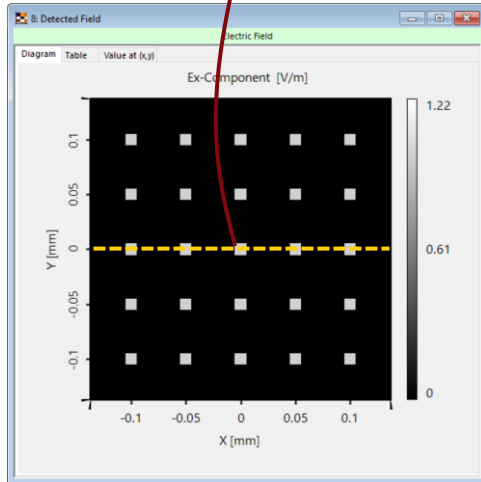 8: Detected Field
Electric Field
Diagram Table Value at (x,y)
Ex-Component [V/m]
1.22
0.1
0.05
0.61
0
Y [mm]
-0.05
-0.1
0
-0.1 -0.05 0 0.05 0.1
X [mm]